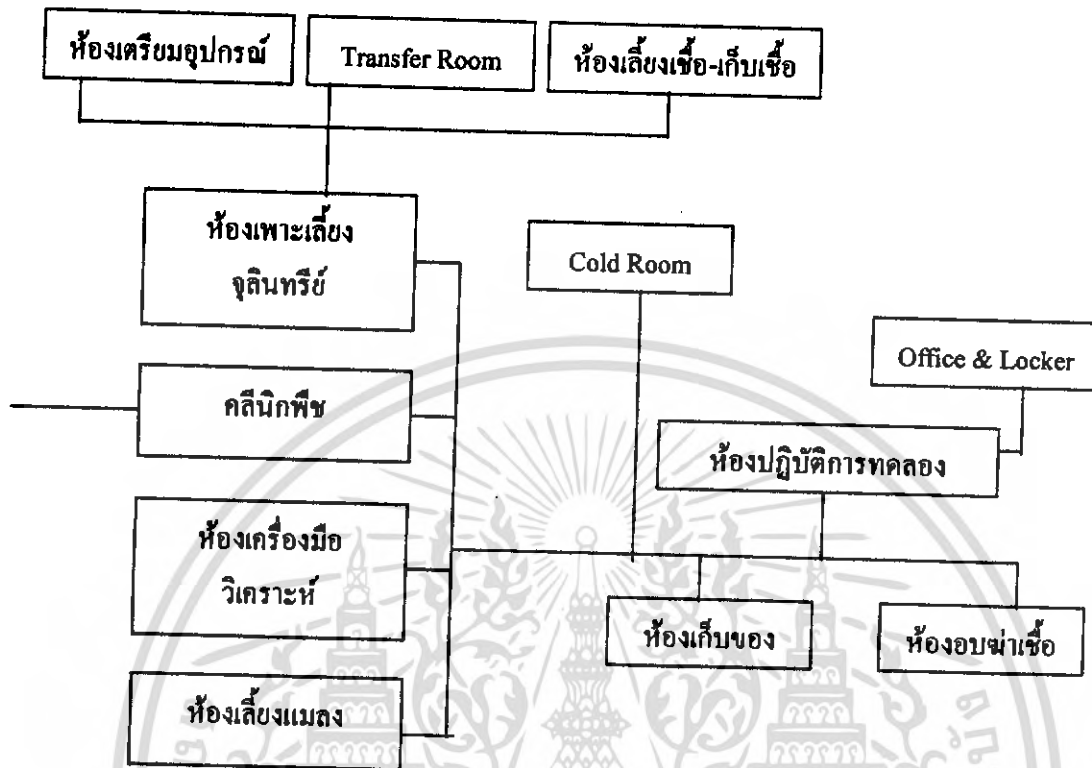 ห้องเตรียมอุปกรณ์
Transfer Room
ห้องเลี้ยงเชื้อ-เก็บเชื้อ
ห้องเพาะเลี้ยง
จุลินทรีย์
Cold Room
Office & Locker
คลีนิกพืช
ห้องปฏิบัติการทดลอง
ห้องเครื่องมือ
วิเคราะห์
ห้องเก็บของ
ห้องอบฆ่าเชื้อ
ห้องเลี้ยงแมลง